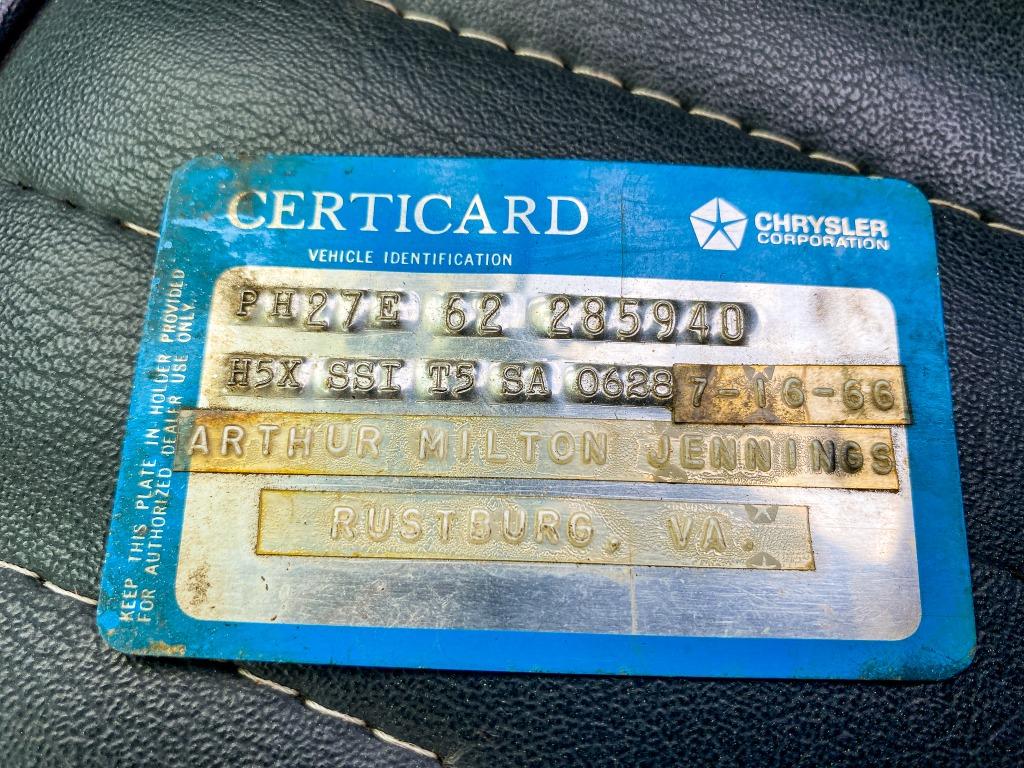 CERTICARD
VEHICLE IDENTIFICATION
CHRYSLER
CORPORATION
PH27E 62 285940
H5X SSI T5 SA 0628 7-16-66
ARTHUR MILTON JENNINGS
RUSTBURG, VA.
KEEP THIS PLATE IN HOLDER PROVIDED
FOR AUTHORIZED DEALER USE ONLY.